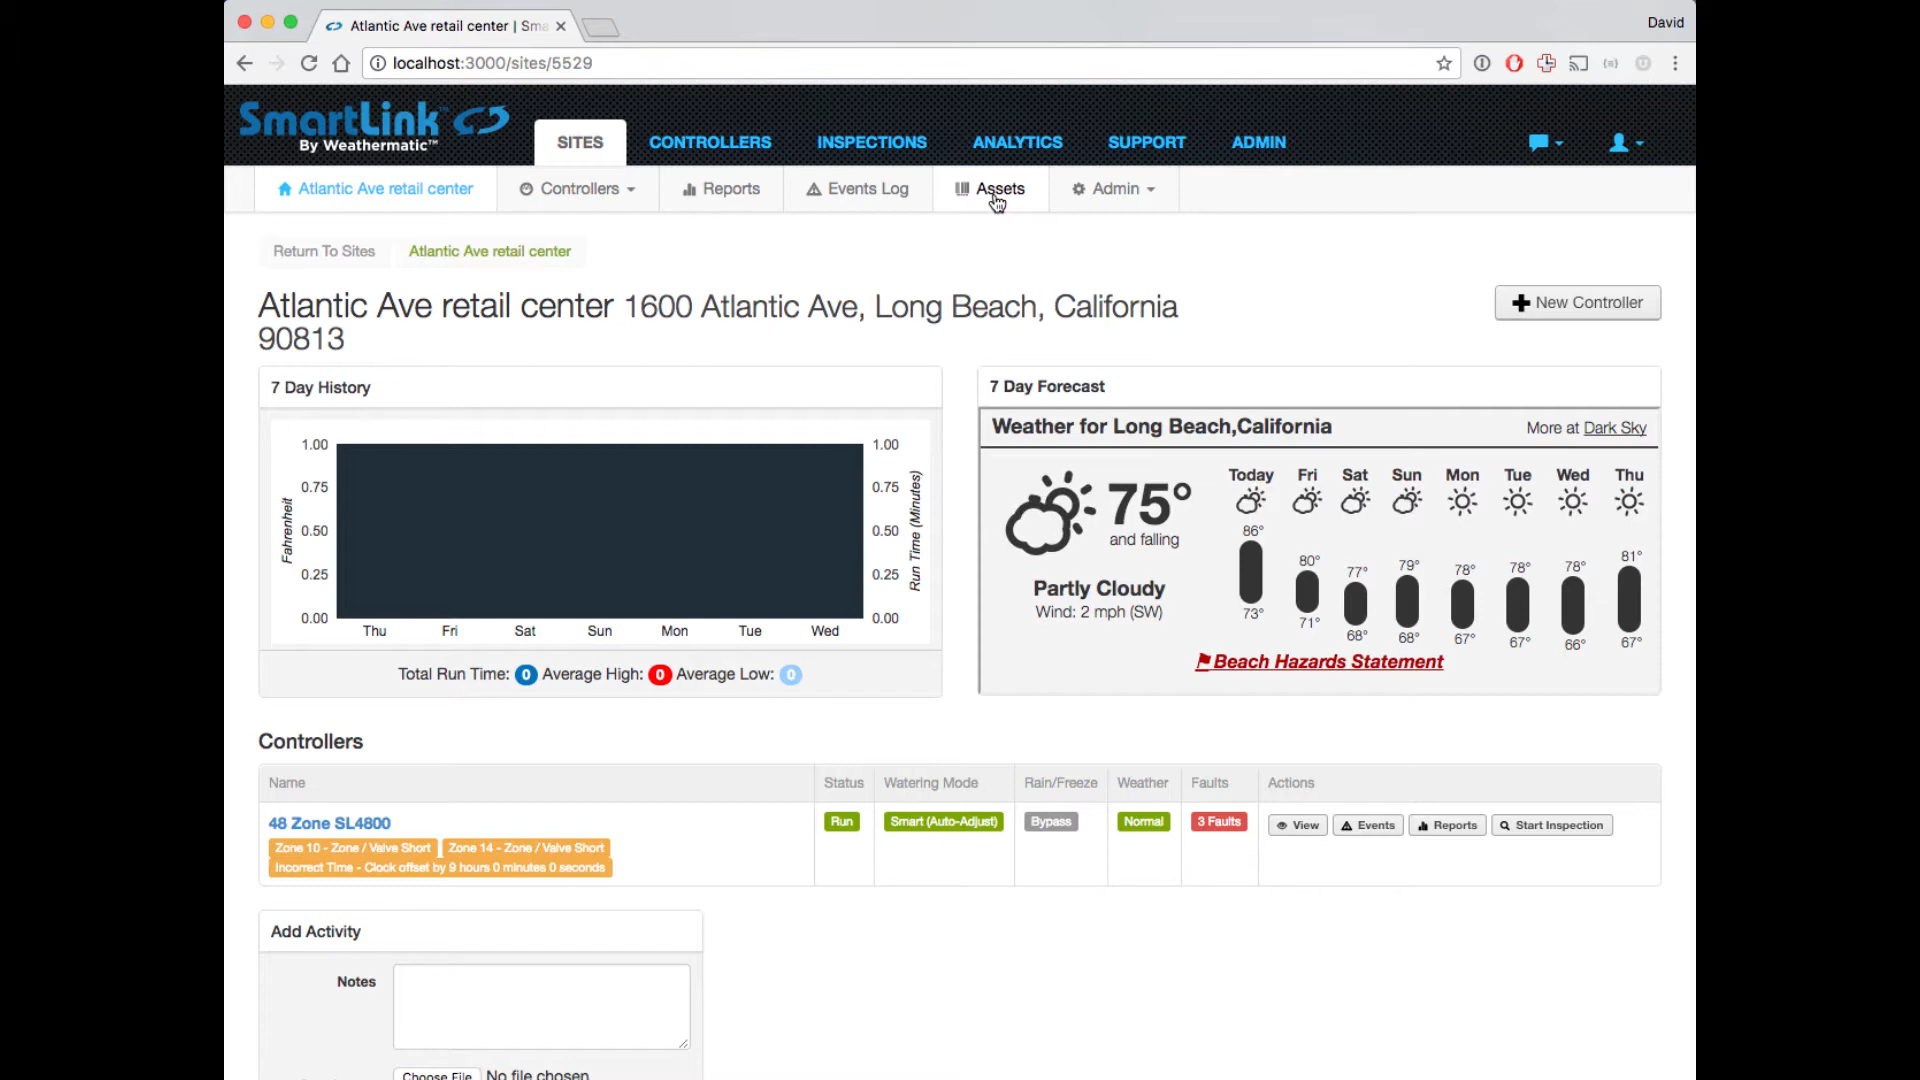 Atlantic Ave retail center | Sma
David
localhost:3000/sites/5529
SmartLink™
By Weathermatic™
SITES CONTROLLERS INSPECTIONS ANALYTICS SUPPORT ADMIN
Atlantic Ave retail center Controllers Reports Events Log Assets Admin
Return To Sites Atlantic Ave retail center
Atlantic Ave retail center 1600 Atlantic Ave, Long Beach, California
90813
New Controller
7 Day History
1.00 1.00
0.75 0.75
0.50 0.50
0.25 0.25
0.00 0.00
Fahrenheit
Run Time (Minutes)
Thu Fri Sat Sun Mon Tue Wed
Total Run Time: 0 Average High: 0 Average Low: 0
7 Day Forecast
Weather for Long Beach,California
More at Dark Sky
75°
and falling
Partly Cloudy
Wind: 2 mph (SW)
Today Fri Sat Sun Mon Tue Wed Thu
86° 80° 77° 79° 78° 78° 78° 81°
73° 71° 68° 68° 67° 67° 66° 67°
Beach Hazards Statement
Controllers
Name Status Watering Mode Rain/Freeze Weather Faults Actions
48 Zone SL4800 Run Smart (Auto-Adjust) Bypass Normal 3 Faults View Events Reports Start Inspection
Zone 10 - Zone / Valve Short Zone 14 - Zone / Valve Short
Incorrect Time - Clock offset by 9 hours 0 minutes 0 seconds
Add Activity
Notes
Choose File No file chosen